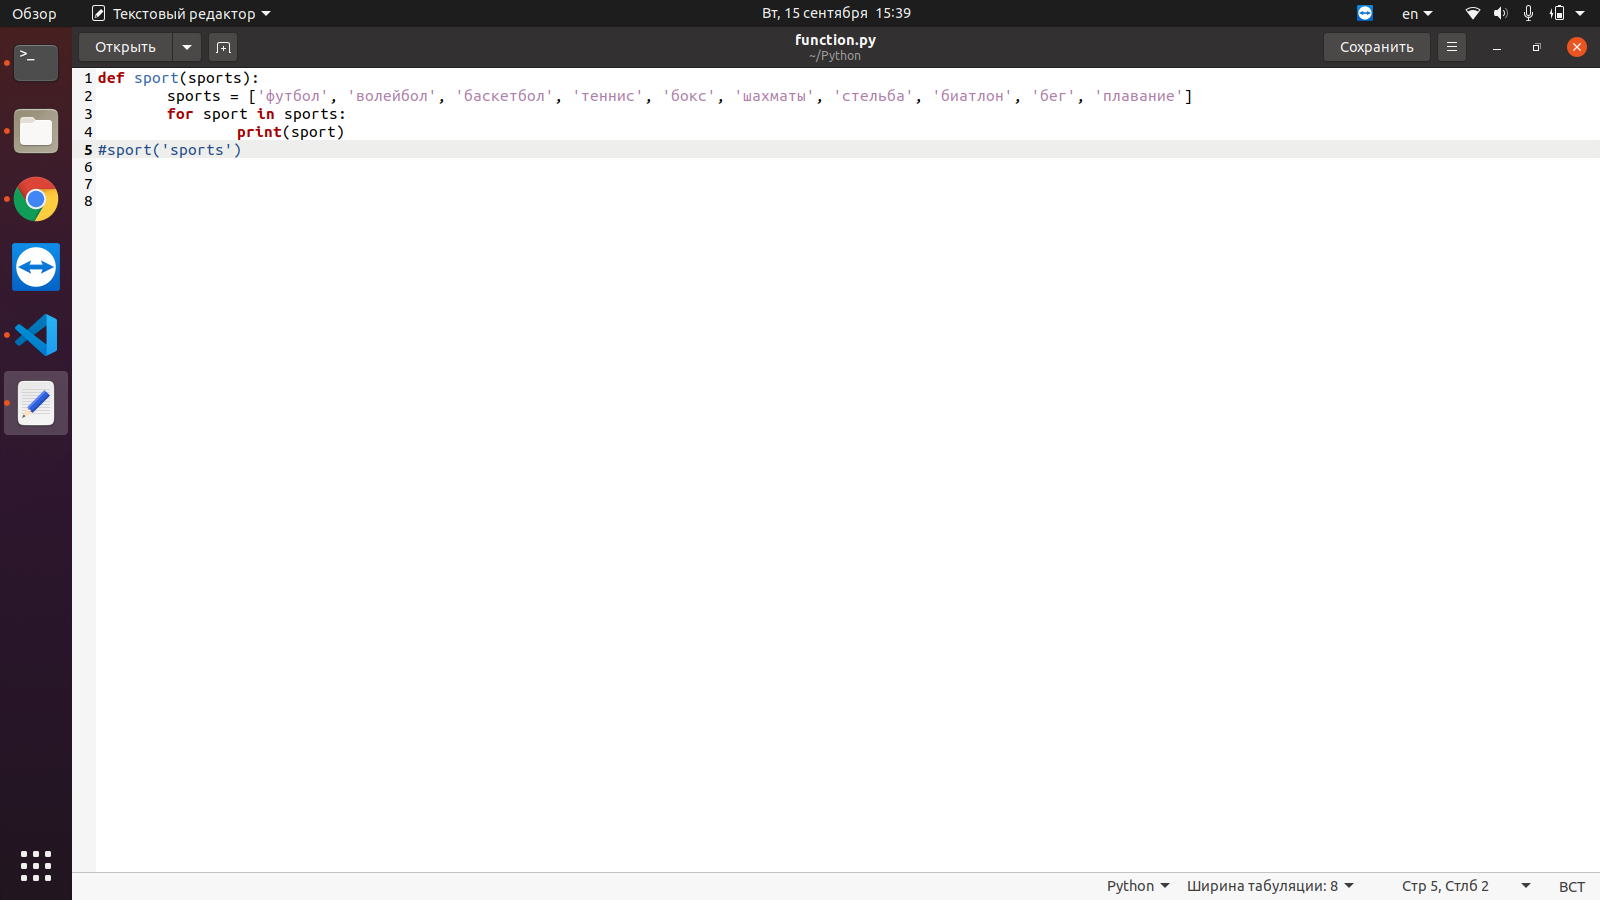 Обзор Текстовый редактор Вт, 15 сентября 15:39 en
Открыть function.py Сохранить
~/Python
1 def sport(sports):
2 sports = ['футбол', 'волейбол', 'баскетбол', 'теннис', 'бокс', 'шахматы', 'стельба', 'биатлон', 'бег', 'плавание']
3 for sport in sports:
4 print(sport)
5 #sport('sports')
6
7
8
Python Ширина табуляции: 8 Стр 5, Стлб 2 ВСТ